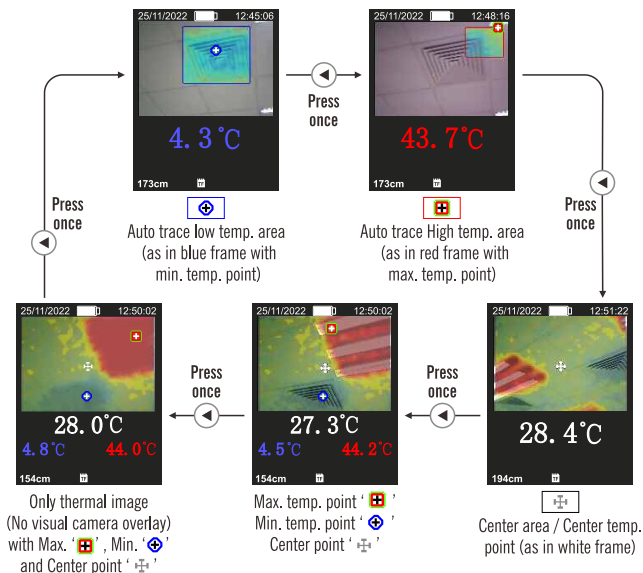 25/11/2022 12:45:06
4.3°C
173cm
Auto trace low temp. area
(as in blue frame with
min. temp. point)
Press
once
25/11/2022 12:48:16
43.7°C
173cm
Auto trace High temp. area
(as in red frame with
max. temp. point)
Press
once
Press
once
25/11/2022 12:50:02
28.0°C
4.8°C 44.0°C
154cm
Only thermal image
(No visual camera overlay)
with Max. ' ', Min. ' '
and Center point ' '
Press
once
25/11/2022 12:50:02
27.3°C
4.5°C 44.2°C
154cm
Max. temp. point ' '
Min. temp. point ' '
Center point ' '
Press
once
25/11/2022 12:51:22
28.4°C
194cm
Center area / Center temp.
point (as in white frame)